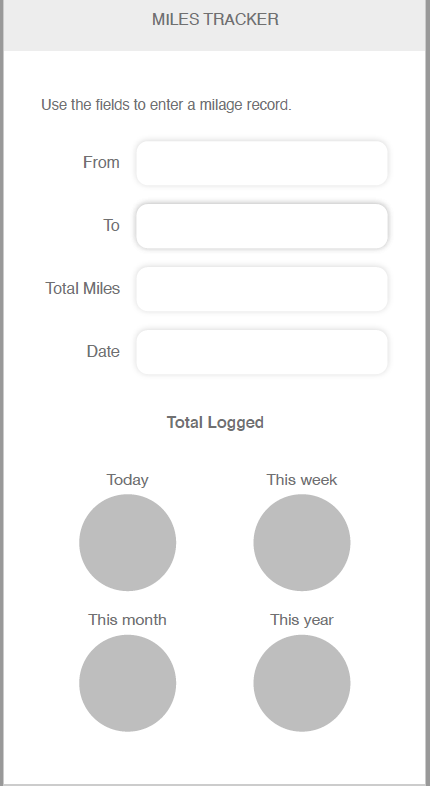 MILES TRACKER
Use the fields to enter a milage record.
From
To
Total Miles
Date
Total Logged
Today
This week
This month
This year